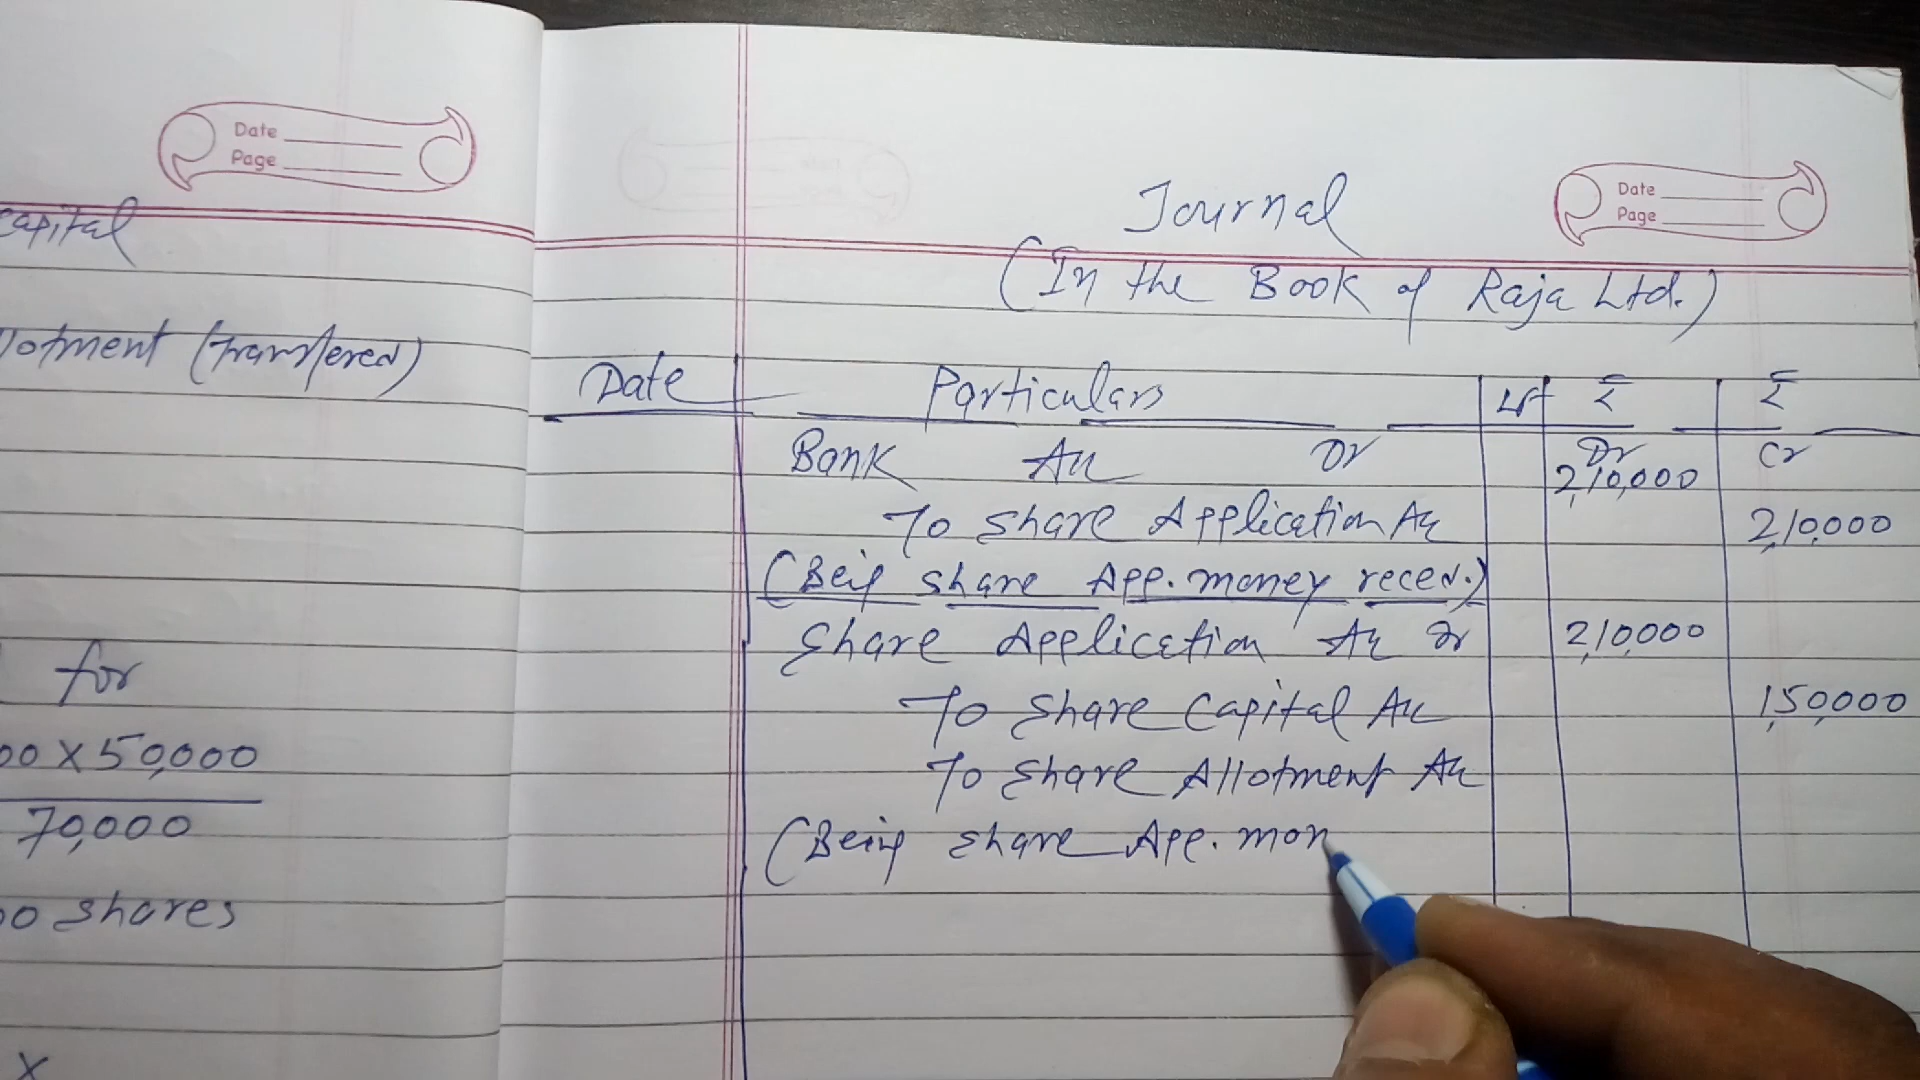 Date
Page
capital
lotment (Transfered)
for
00 X 50,000
70,000
00 shares
X
Date
Page
Journal
(In the Book of Raja Ltd.)
Date Particulars Lf ₹ ₹
Dr Cr
Bank A/c Dr 2,10,000
To Share Application A/c 2,10,000
(Beig share App. money reced.)
Share Application A/c Dr 2,10,000
To Share Capital A/c 1,50,000
To Share Allotment A/c
(Being share App. mon